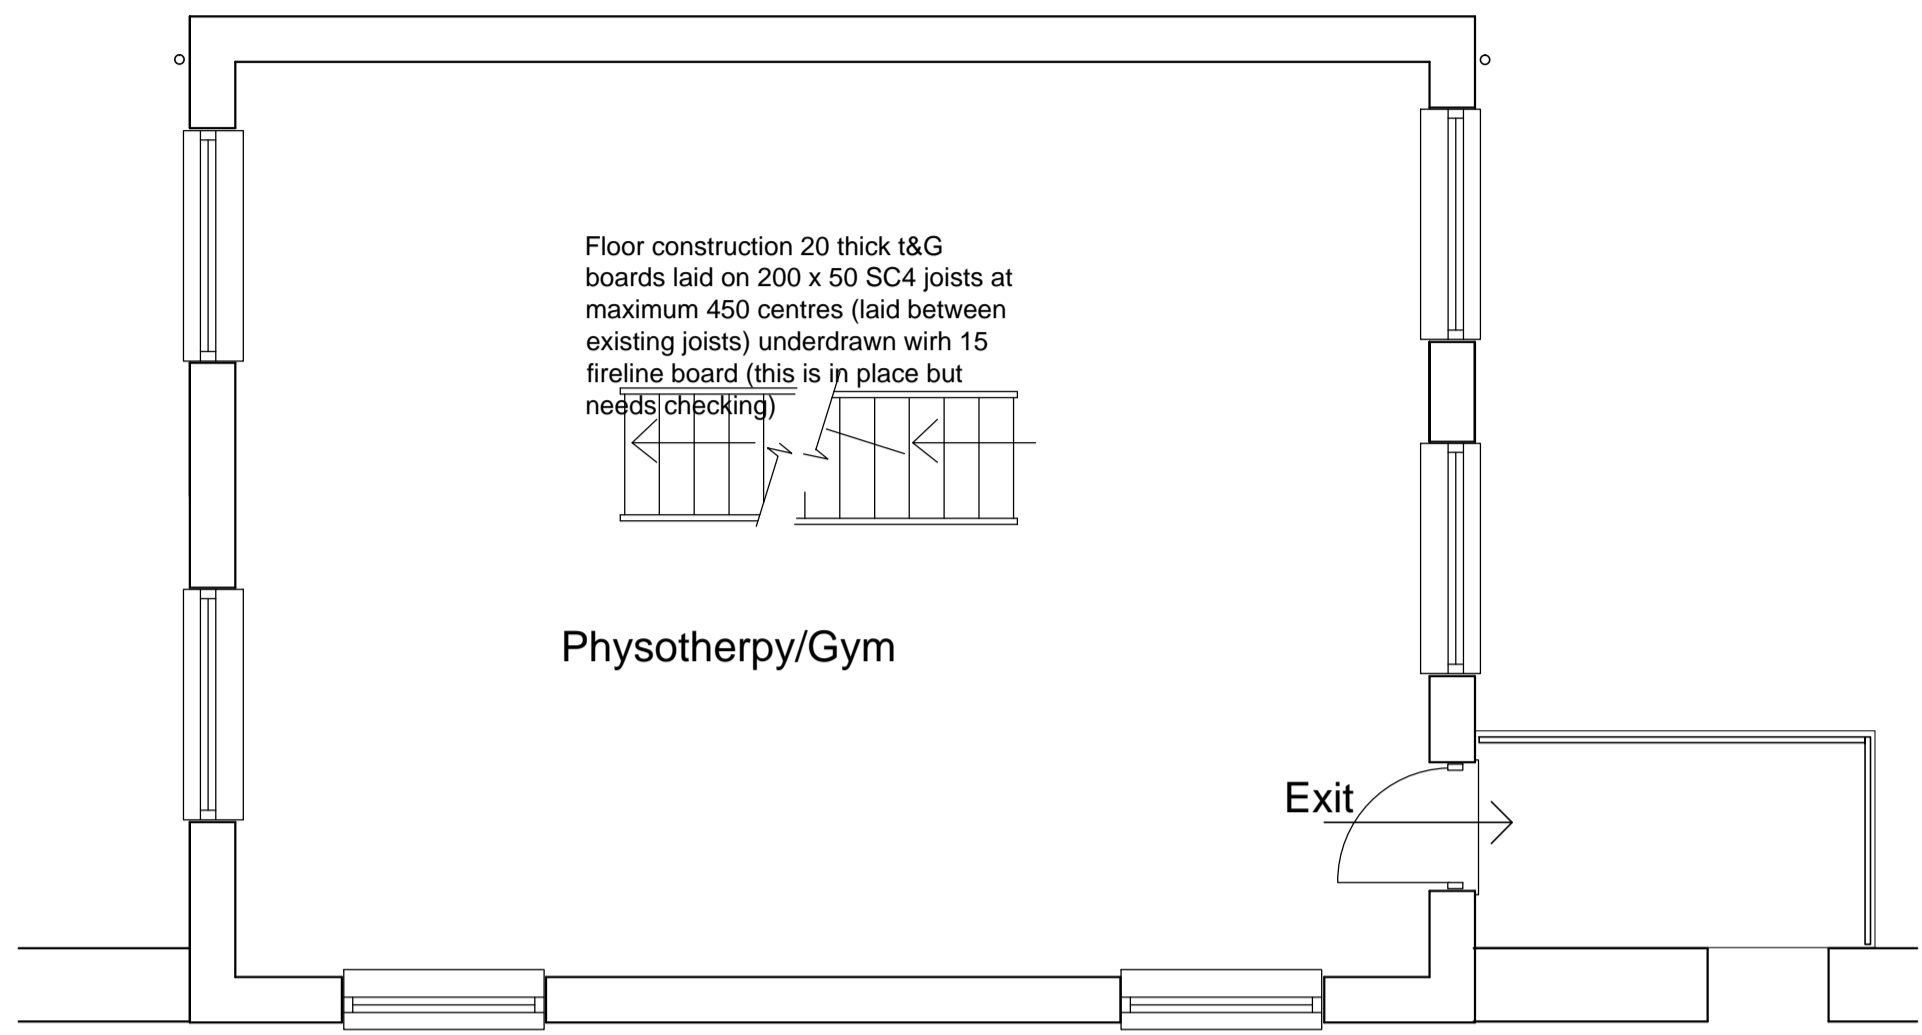 Floor construction 20 thick t&G
boards laid on 200 x 50 SC4 joists at
maximum 450 centres (laid between
existing joists) underdrawn wirh 15
fireline board (this is in place but
needs checking)
Physotherpy/Gym
Exit